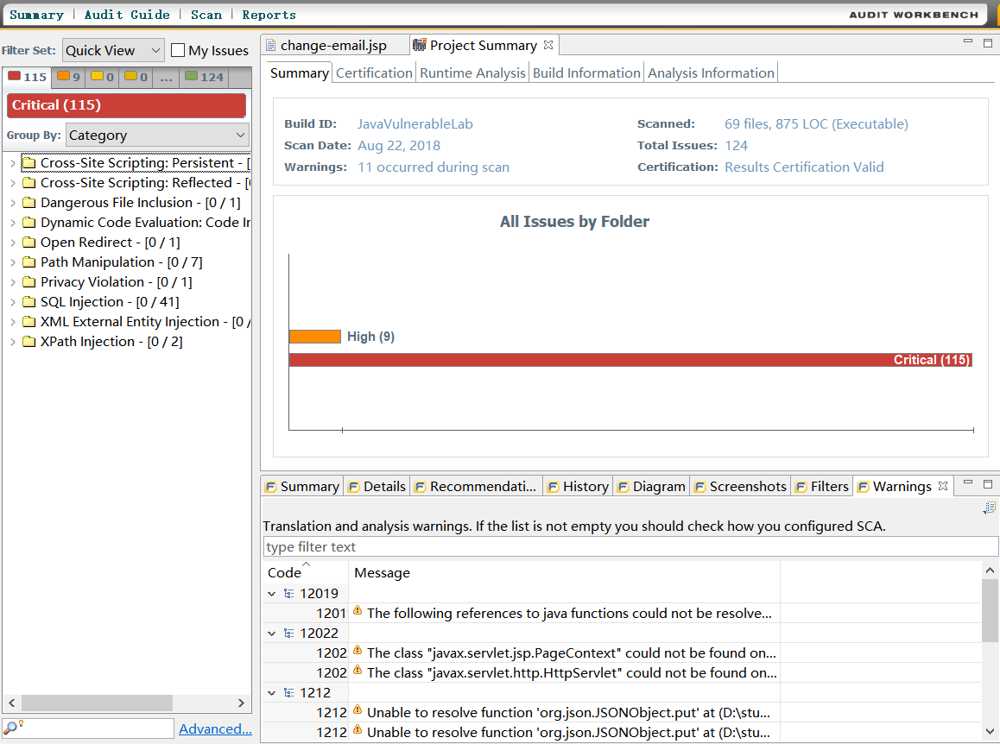 Summary | Audit Guide | Scan | Reports
AUDIT WORKBENCH
Filter Set: Quick View My Issues
115 9 0 0 ... 124
Critical (115)
Group By: Category
Cross-Site Scripting: Persistent - [
Cross-Site Scripting: Reflected - [
Dangerous File Inclusion - [0 / 1]
Dynamic Code Evaluation: Code
Open Redirect - [0 / 1]
Path Manipulation - [0 / 7]
Privacy Violation - [0 / 1]
SQL Injection - [0 / 41]
XML External Entity Injection - [0 /
XPath Injection - [0 / 2]
Advanced...
change-email.jsp Project Summary
Summary Certification Runtime Analysis Build Information Analysis Information
Build ID: JavaVulnerableLab
Scan Date: Aug 22, 2018
Warnings: 11 occurred during scan
Scanned: 69 files, 875 LOC (Executable)
Total Issues: 124
Certification: Results Certification Valid
All Issues by Folder
High (9)
Critical (115)
Summary Details Recommendati... History Diagram Screenshots Filters Warnings
Translation and analysis warnings. If the list is not empty you should check how you configured SCA.
type filter text
Code Message
12019
1201 The following references to java functions could not be resolve...
12022
1202 The class "javax.servlet.jsp.PageContext" could not be found on...
1202 The class "javax.servlet.http.HttpServlet" could not be found on...
1212
1212 Unable to resolve function 'org.json.JSONObject.put' at (D:\stu...
1212 Unable to resolve function 'org.json.JSONObject.put' at (D:\stu...